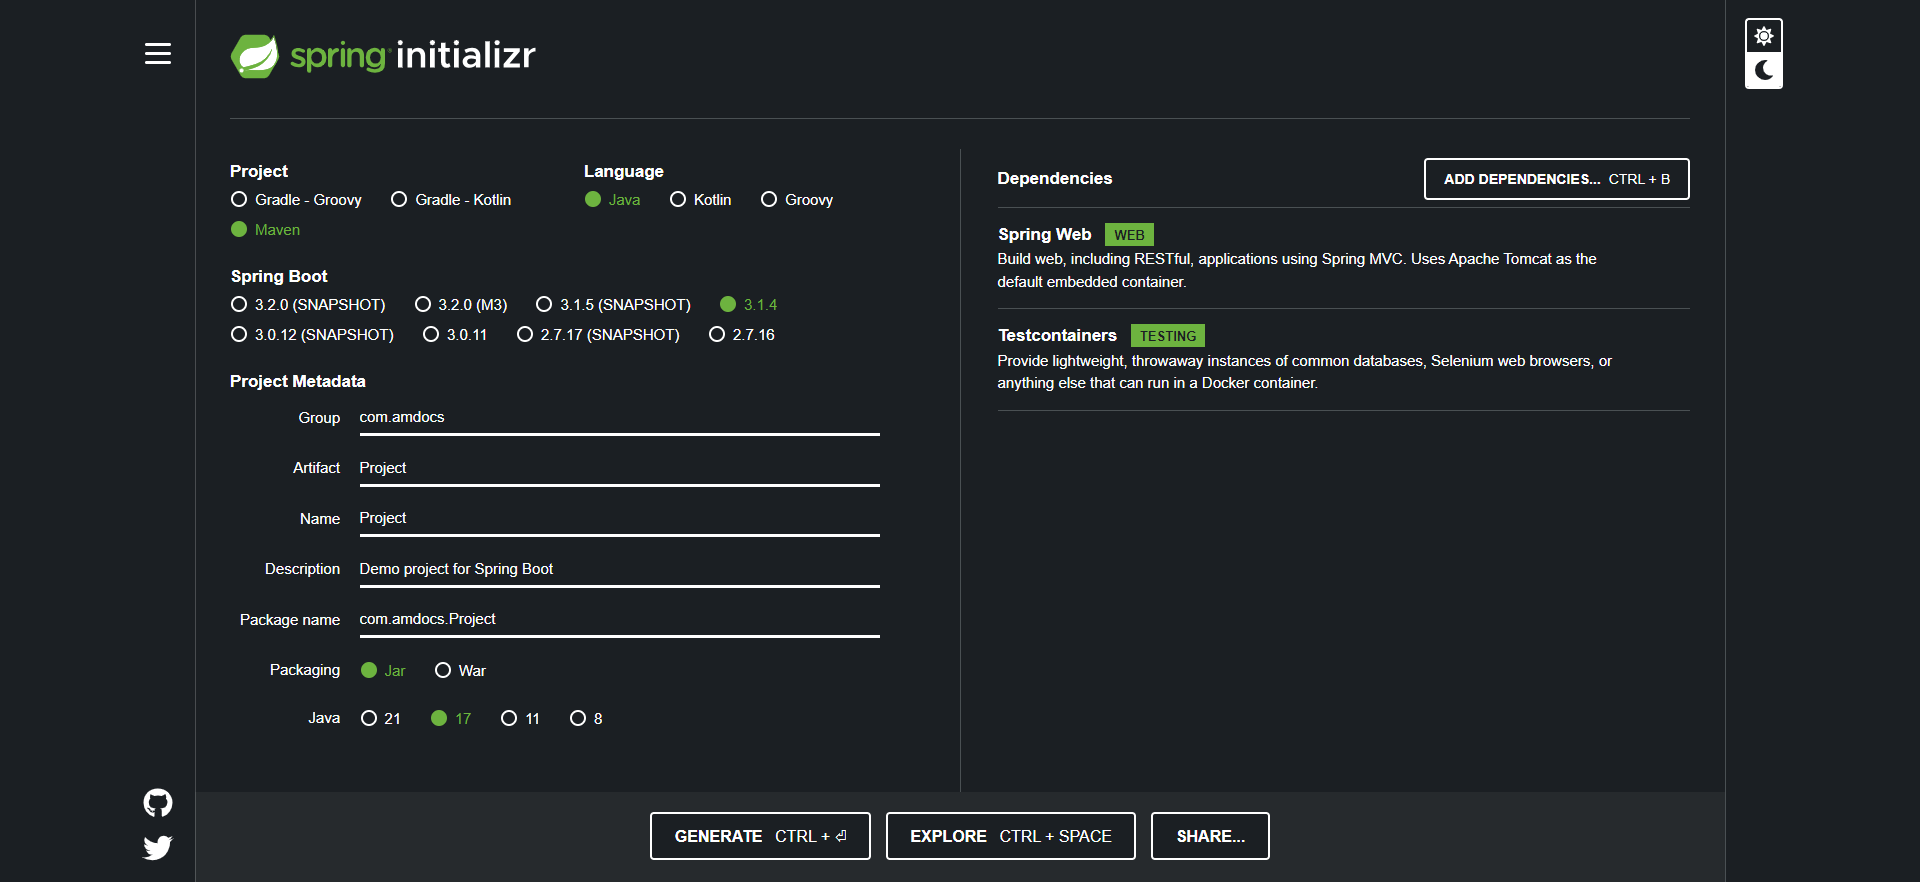 spring initializr
Project
Gradle - Groovy Gradle - Kotlin
Maven
Language
Java Kotlin Groovy
Spring Boot
3.2.0 (SNAPSHOT) 3.2.0 (M3) 3.1.5 (SNAPSHOT) 3.1.4
3.0.12 (SNAPSHOT) 3.0.11 2.7.17 (SNAPSHOT) 2.7.16
Project Metadata
Group com.amdocs
Artifact Project
Name Project
Description Demo project for Spring Boot
Package name com.amdocs.Project
Packaging Jar War
Java 21 17 11 8
Dependencies ADD DEPENDENCIES... CTRL + B
Spring Web WEB
Build web, including RESTful, applications using Spring MVC. Uses Apache Tomcat as the
default embedded container.
Testcontainers TESTING
Provide lightweight, throwaway instances of common databases, Selenium web browsers, or
anything else that can run in a Docker container.
GENERATE CTRL + ⏎ EXPLORE CTRL + SPACE SHARE...